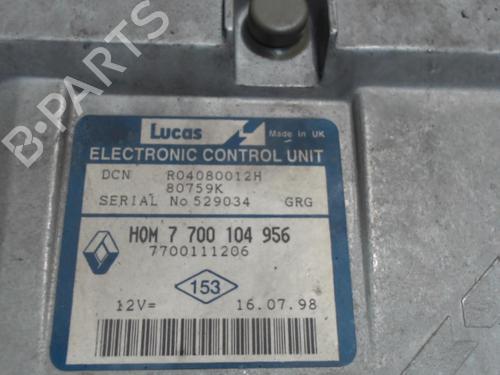 B-PARTS
Lucas
Made in UK
ELECTRONIC CONTROL UNIT
DCN R04080012H
80759K
SERIAL No 529034 GRG
HOM 7 700 104 956
7700111206
153
12V= 16.07.98